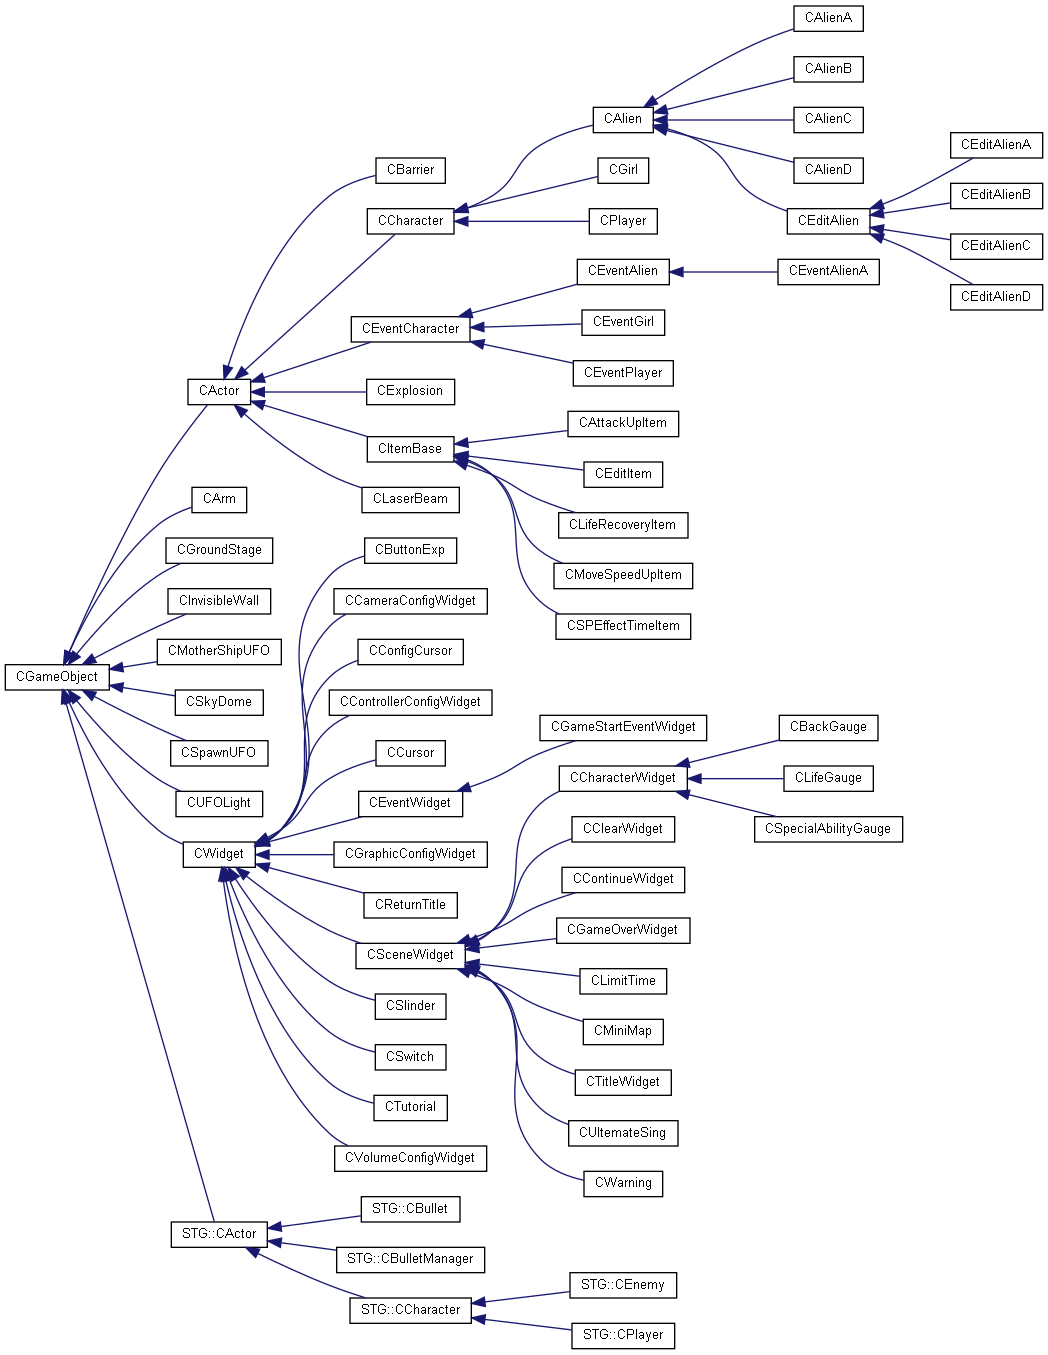 CAlienA
CAlienB
CAlien
CAlienC
CEditAlienA
CBarrier
CGirl
CAlienD
CEditAlienB
CCharacter
CPlayer
CEditAlien
CEditAlienC
CEventAlien
CEventAlienA
CEditAlienD
CEventCharacter
CEventGirl
CEventPlayer
CActor
CExplosion
CAttackUpItem
CItemBase
CEditItem
CArm
CLaserBeam
CLifeRecoveryItem
CGroundStage
CButtonExp
CMoveSpeedUpItem
CInvisibleWall
CCameraConfigWidget
CSPEffectTimeItem
CMotherShipUFO
CConfigCursor
CGameObject
CSkyDome
CControllerConfigWidget
CGameStartEventWidget
CBackGauge
CSpawnUFO
CCursor
CCharacterWidget
CLifeGauge
CUFOLight
CEventWidget
CClearWidget
CSpecialAbilityGauge
CWidget
CGraphicConfigWidget
CContinueWidget
CReturnTitle
CGameOverWidget
CSceneWidget
CLimitTime
CSlinder
CMiniMap
CSwitch
CTitleWidget
CTutorial
CUltemateSing
CVolumeConfigWidget
CWarning
STG::CBullet
STG::CActor
STG::CBulletManager
STG::CEnemy
STG::CCharacter
STG::CPlayer